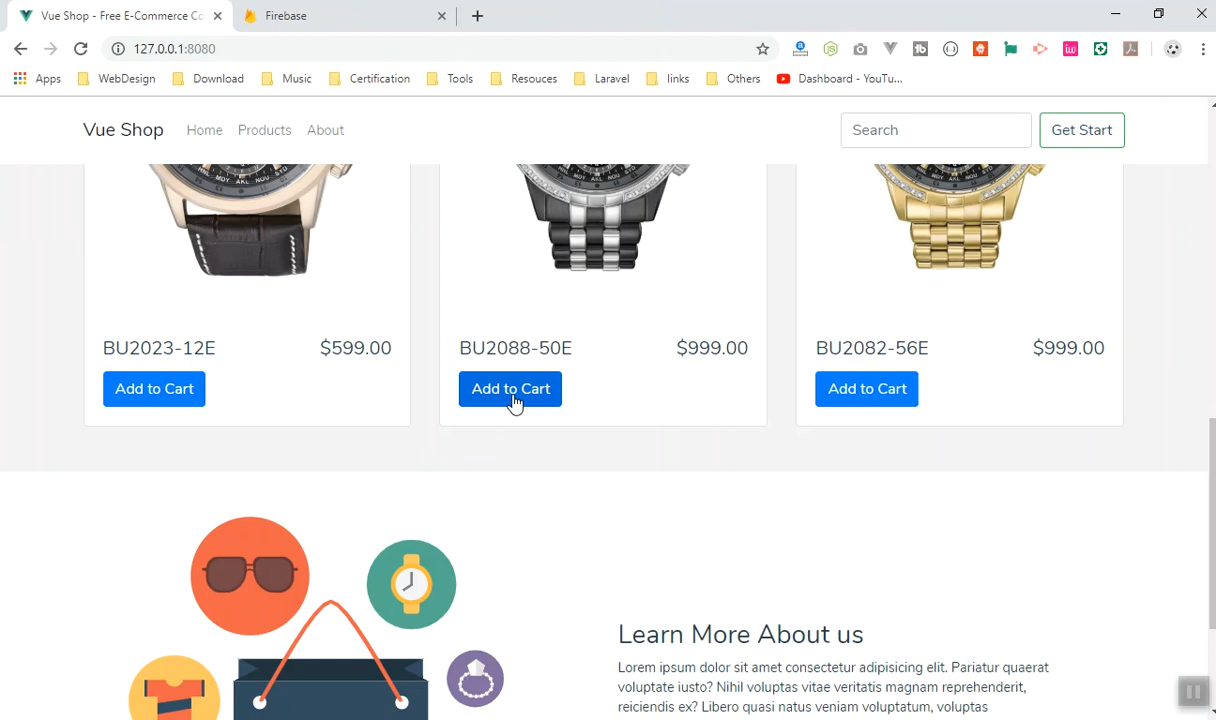 Vue Shop - Free E-Commerce Co
Firebase
127.0.0.1:8080
Apps
WebDesign
Download
Music
Certification
Tools
Resouces
Laravel
links
Others
Dashboard - YouTu...
Vue Shop
Home
Products
About
Search
Get Start
BU2023-12E
$599.00
BU2088-50E
$999.00
BU2082-56E
$999.00
Add to Cart
Add to Cart
Add to Cart
Learn More About us
Lorem ipsum dolor sit amet consectetur adipisicing elit. Pariatur quaerat
voluptate iusto? Nihil voluptas vitae veritatis magnam reprehenderit,
reiciendis ex? Libero quasi natus veniam voluptatum, voluptas